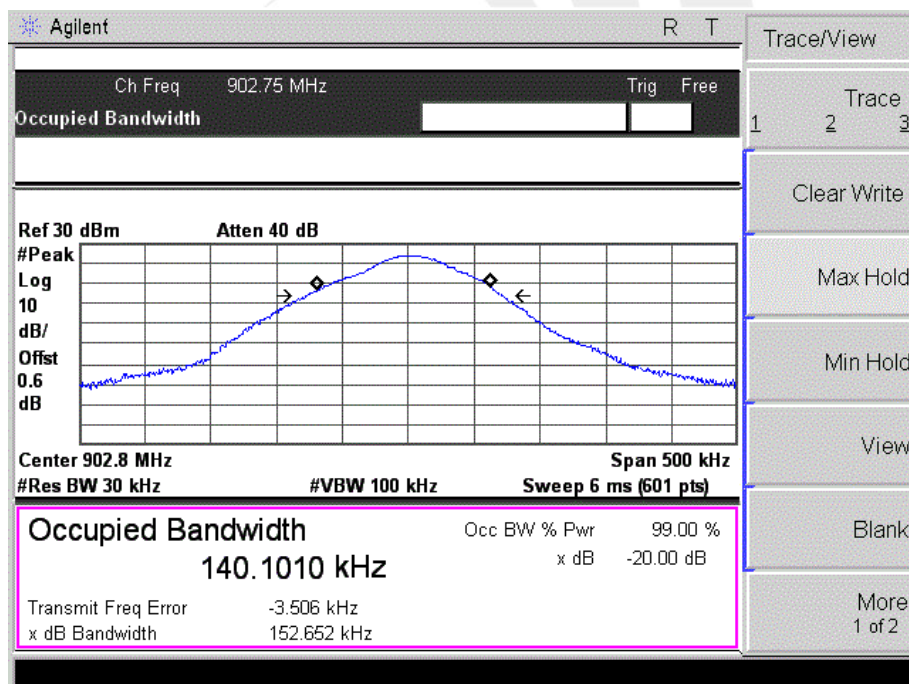 Agilent R T
Trace/View
Ch Freq 902.75 MHz Trig Free
Occupied Bandwidth
Trace
1 2 3
Clear Write
Ref 30 dBm Atten 40 dB
#Peak
Log
10
dB/
Offst
0.6
dB
Max Hold
Min Hold
View
Center 902.8 MHz Span 500 kHz
#Res BW 30 kHz #VBW 100 kHz Sweep 6 ms (601 pts)
Occupied Bandwidth Occ BW % Pwr 99.00 %
140.1010 kHz x dB -20.00 dB
Transmit Freq Error -3.506 kHz
x dB Bandwidth 152.652 kHz
Blank
More
1 of 2